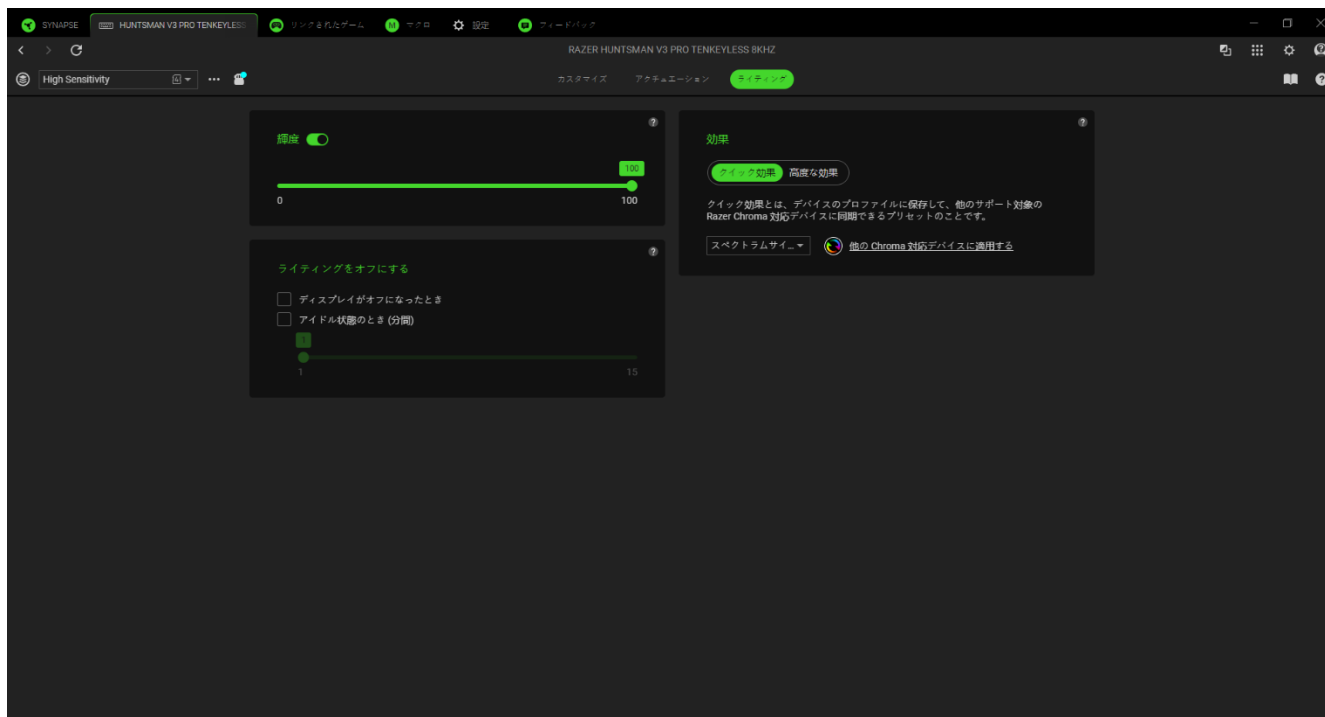 SYNAPSE HUNTSMAN V3 PRO TENKEYLESS リンクされたゲーム マクロ 設定 フィードバック
RAZER HUNTSMAN V3 PRO TENKEYLESS 8KHZ
High Sensitivity カスタマイズ アクチュエーション ライティング
輝度
100
0 100
ライティングをオフにする
ディスプレイがオフになったとき
アイドル状態のとき (分間)
1
1 15
効果
クイック効果 高度な効果
クイック効果とは、デバイスのプロファイルに保存して、他のサポート対象の
Razer Chroma 対応デバイスに同期できるプリセットのことです。
スペクトラムサイ... 他の Chroma 対応デバイスに適用する